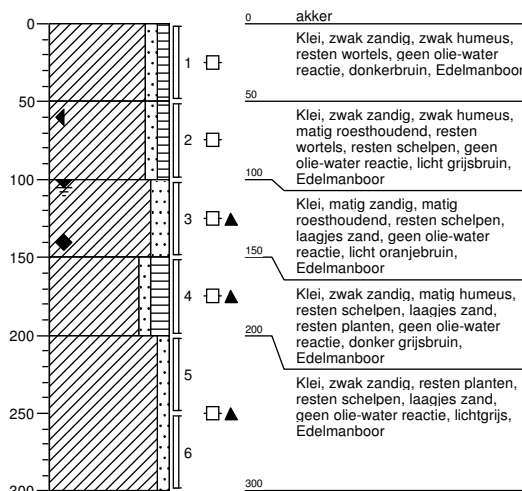 0
50
100
150
200
250
300
1
2
3
4
5
6
0 akker
Klei, zwak zandig, zwak humeus,
resten wortels, geen olie-water
reactie, donkerbruin, Edelmanboor
50
Klei, zwak zandig, zwak humeus,
matig roesthoudend, resten
wortels, resten schelpen, geen
olie-water reactie, licht grijsbruin,
Edelmanboor
100
Klei, matig zandig, matig
roesthoudend, resten schelpen,
laagjes zand, geen olie-water
reactie, licht oranjebruin,
Edelmanboor
150
Klei, zwak zandig, matig humeus,
resten schelpen, laagjes zand,
resten planten, geen olie-water
reactie, donker grijsbruin,
Edelmanboor
200
Klei, zwak zandig, resten planten,
resten schelpen, laagjes zand,
geen olie-water reactie, lichtgrijs,
Edelmanboor
300